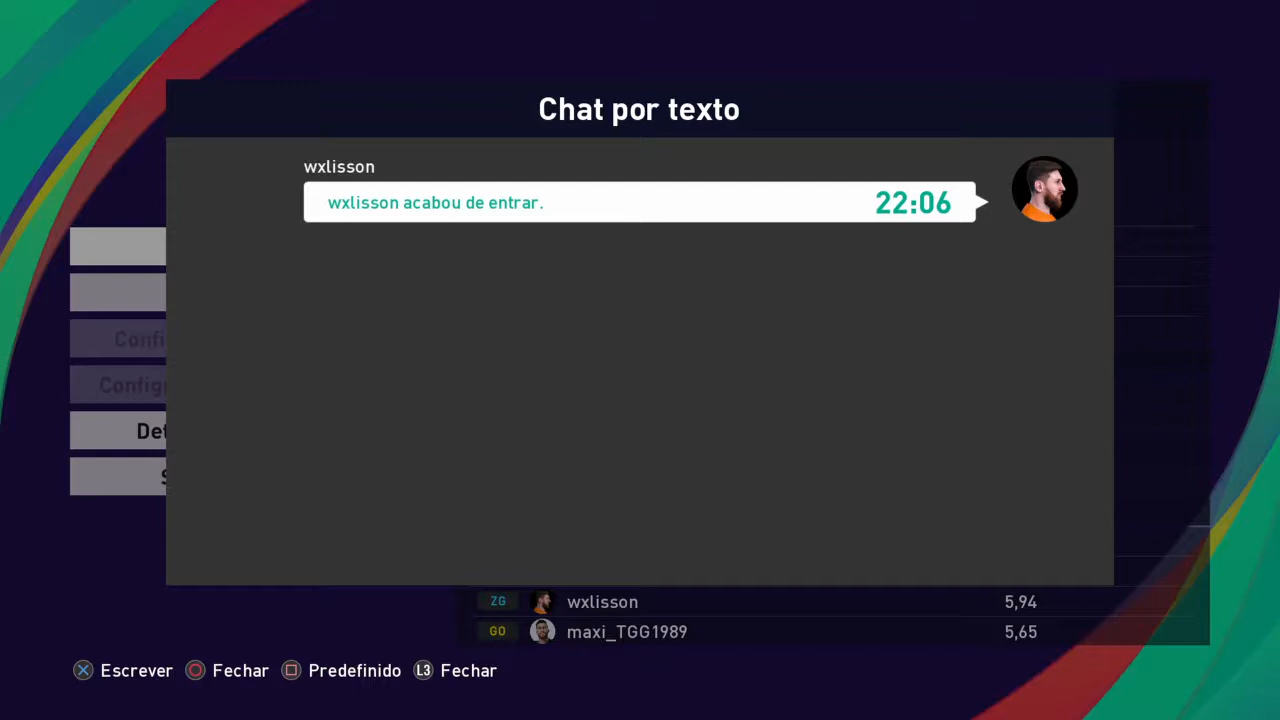 Chat por texto
wxlisson
wxlisson acabou de entrar. 22:06
ZG wxlisson 5,94
GO maxi_TGG1989 5,65
Escrever Fechar Predefinido L3 Fechar